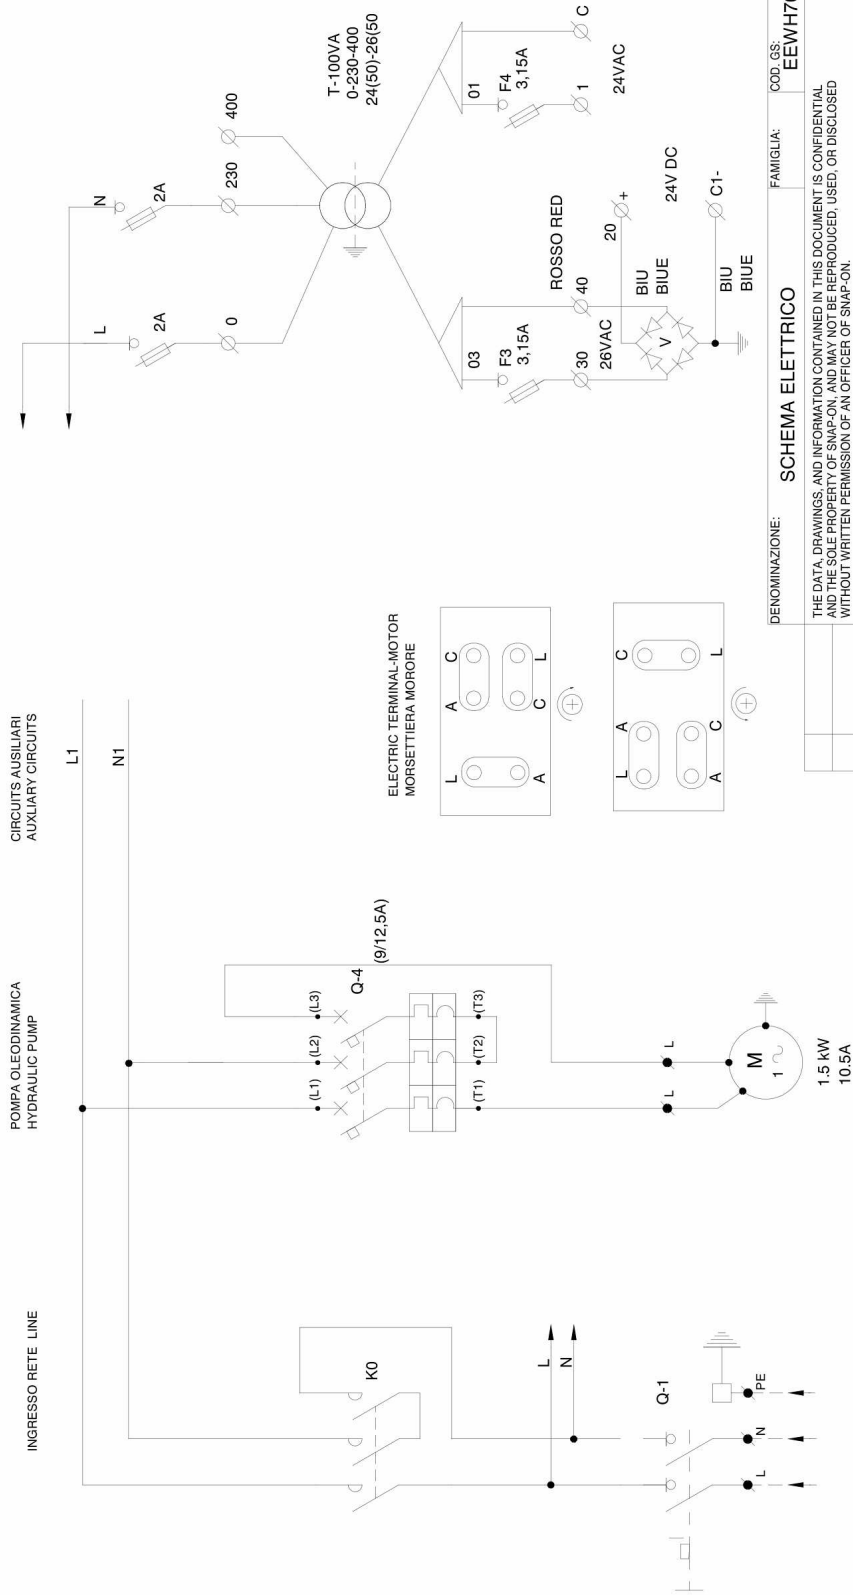 INGRESSO RETE LINE
POMPA OLEODINAMICA
HYDRAULIC PUMP
CIRCUITS AUSILIARI
AUXLIARY CIRCUITS
L1
N1
K0
L
N
Q-1
L
N
PE
(L1)
(L2)
(L3)
Q-4
(9/12,5A)
(T1)
(T2)
(T3)
L
L
M
1
1.5 kW
10.5A
ELECTRIC TERMINAL-MOTOR
MORSETTIERA MORORE
L
A
C
A
C
L
L
A
C
A
C
L
L
N
2A
2A
0
230
400
T-100VA
0-230-400
24(50)-26(50
03
F3
3,15A
01
F4
3,15A
ROSSO RED
30
40
26VAC
1
C
24VAC
20
+
BIU
BIUE
24V DC
V
C1-
BIU
BIUE
DENOMINAZIONE:
SCHEMA ELETTRICO
FAMIGLIA:
COD. GS:
THE DATA, DRAWINGS, AND INFORMATION CONTAINED IN THIS DOCUMENT IS CONFIDENTIAL
AND THE SOLE PROPERTY OF SNAP-ON, AND MAY NOT BE REPRODUCED, USED, OR DISCLOSED
WITHOUT WRITTEN PERMISSION OF AN OFFICER OF SNAP-ON.